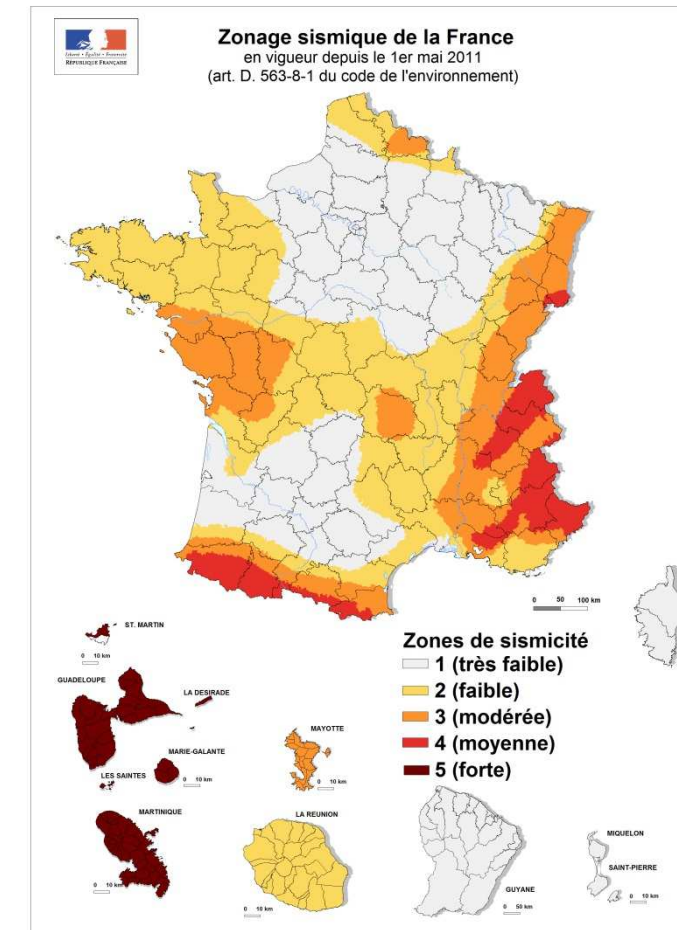 Zonage sismique de la France
en vigueur depuis le 1er mai 2011
(art. D. 563-8-1 du code de l'environnement)
Liberté • Égalité • Fraternité
RÉPUBLIQUE FRANÇAISE
0 50 100 km
ST. MARTIN
0 10 km
GUADELOUPE
LA DESIRADE
MARIE-GALANTE
LES SAINTES
0 10 km
MARTINIQUE
0 10 km
MAYOTTE
0 10 km
LA REUNION
0 10 km
Zones de sismicité
1 (très faible)
2 (faible)
3 (modérée)
4 (moyenne)
5 (forte)
GUYANE
0 50 km
MIQUELON
SAINT-PIERRE
0 10 km